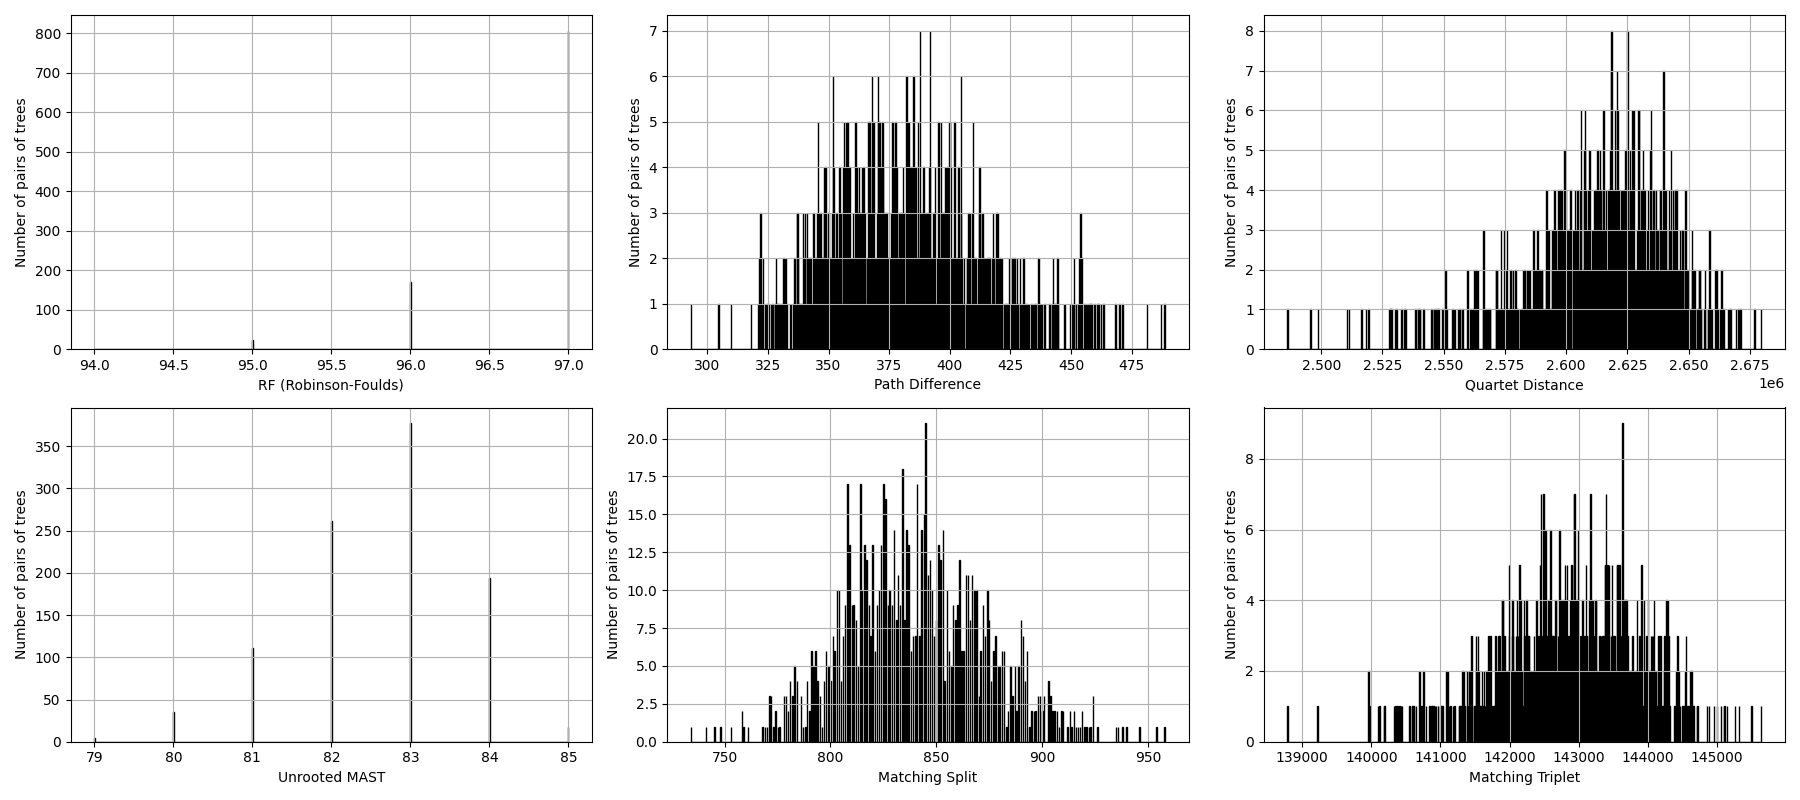 Number of pairs of trees
800
700
600
500
400
300
200
100
0
94.0 94.5 95.0 95.5 96.0 96.5 97.0
RF (Robinson-Foulds)
Number of pairs of trees
7
6
5
4
3
2
1
0
300 325 350 375 400 425 450 475
Path Difference
Number of pairs of trees
8
7
6
5
4
3
2
1
0
2.500 2.525 2.550 2.575 2.600 2.625 2.650 2.675
1e6
Quartet Distance
Number of pairs of trees
350
300
250
200
150
100
50
0
79 80 81 82 83 84 85
Unrooted MAST
Number of pairs of trees
20.0
17.5
15.0
12.5
10.0
7.5
5.0
2.5
0.0
750 800 850 900 950
Matching Split
Number of pairs of trees
8
6
4
2
0
139000 140000 141000 142000 143000 144000 145000
Matching Triplet